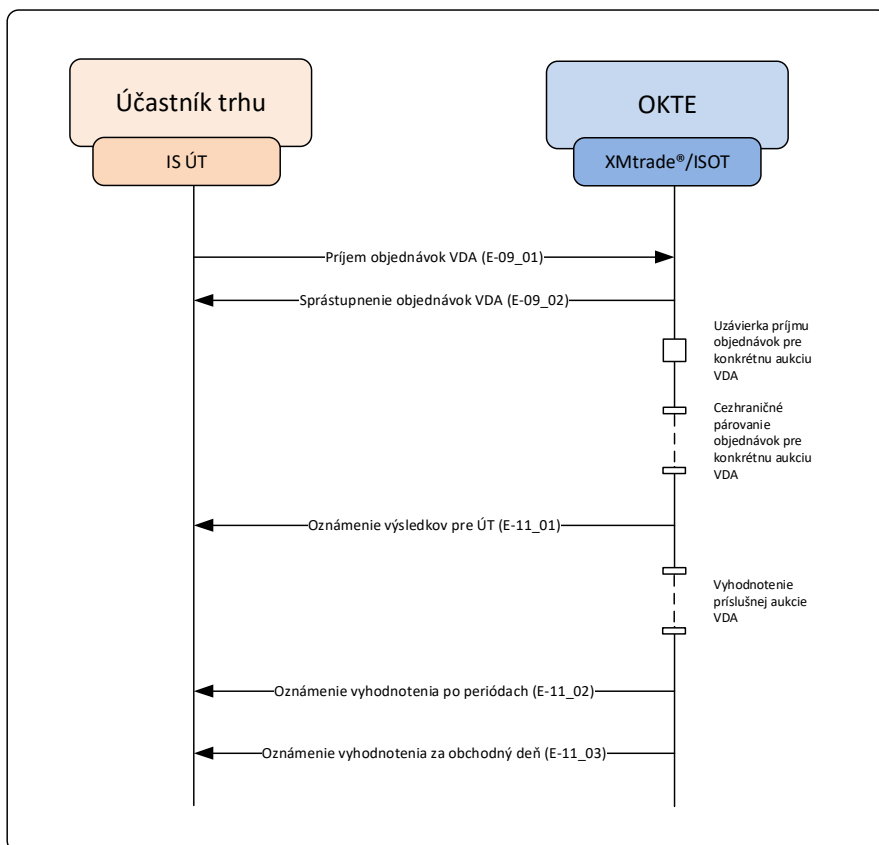 Účastník trhu
OKTE
IS ÚT
XMtrade®/ISOT
Príjem objednávok VDA (E-09_01)
Sprástupnenie objednávok VDA (E-09_02)
Uzávierka príjmu
objednávok pre
konkrétnu aukciu
VDA
Cezhraničné
párovanie
objednávok pre
konkrétnu aukciu
VDA
Oznámenie výsledkov pre ÚT (E-11_01)
Vyhodnotenie
príslušnej aukcie
VDA
Oznámenie vyhodnotenia po periódach (E-11_02)
Oznámenie vyhodnotenia za obchodný deň (E-11_03)